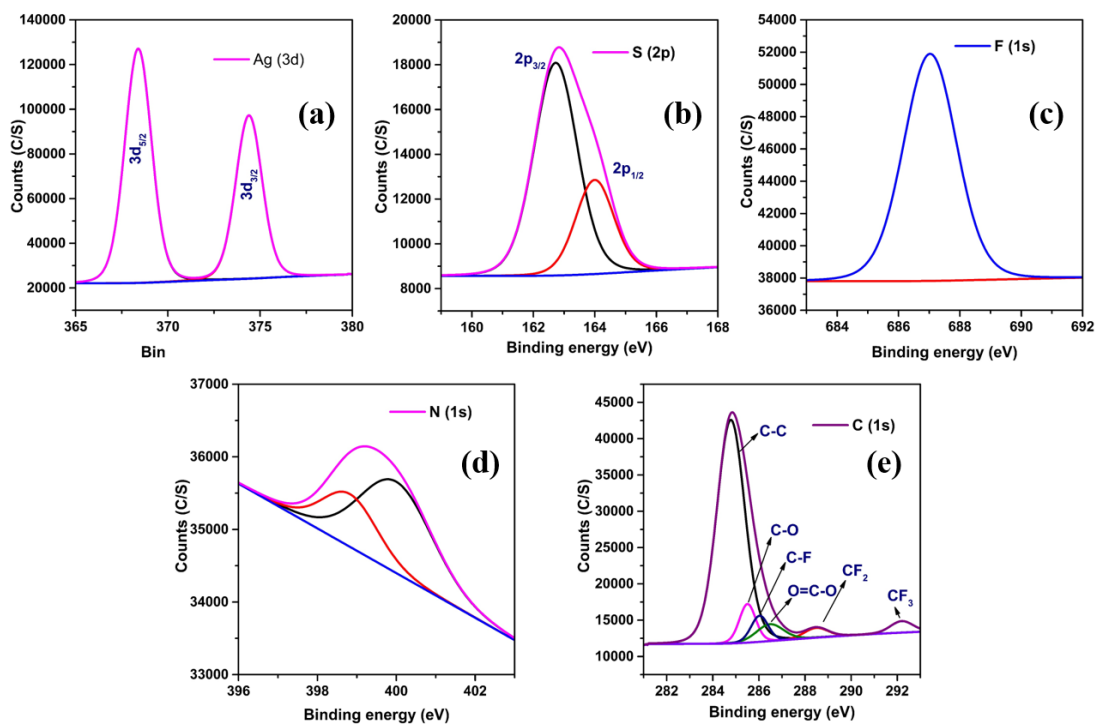 140000
120000
100000
80000
60000
40000
20000
Counts (C/S)
Ag (3d)
(a)
3d5/2
3d3/2
365
370
375
380
Bin
20000
18000
16000
14000
12000
10000
8000
Counts (C/S)
S (2p)
2p3/2
(b)
2p1/2
160
162
164
166
168
Binding energy (eV)
54000
52000
50000
48000
46000
44000
42000
40000
38000
36000
Counts (C/S)
F (1s)
(c)
684
686
688
690
692
Binding energy (eV)
37000
36000
35000
34000
33000
Counts (C/S)
N (1s)
(d)
396
398
400
402
Binding energy (eV)
45000
40000
35000
30000
25000
20000
15000
10000
Counts (C/S)
C (1s)
C-C
(e)
C-O
C-F
O=C-O
CF2
CF3
282
284
286
288
290
292
Binding energy (eV)